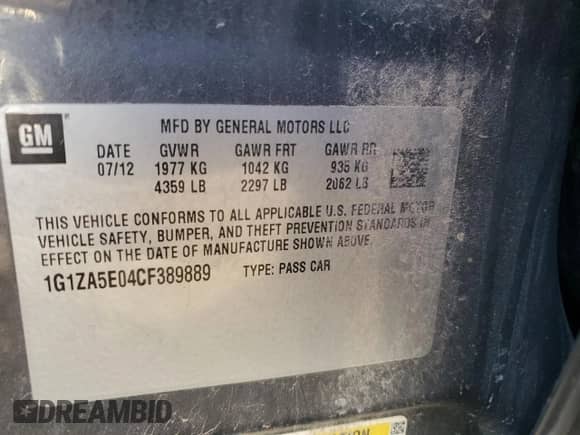 GM
MFD BY GENERAL MOTORS LLC
DATE GVWR GAWR FRT GAWR RR
07/12 1977 KG 1042 KG 935 KG
4359 LB 2297 LB 2062 LB
THIS VEHICLE CONFORMS TO ALL APPLICABLE U.S. FEDERAL MOTOR
VEHICLE SAFETY, BUMPER, AND THEFT PREVENTION STANDARDS IN
EFFECT ON THE DATE OF MANUFACTURE SHOWN ABOVE.
1G1ZA5E04CF389889 TYPE: PASS CAR
DREAMBID